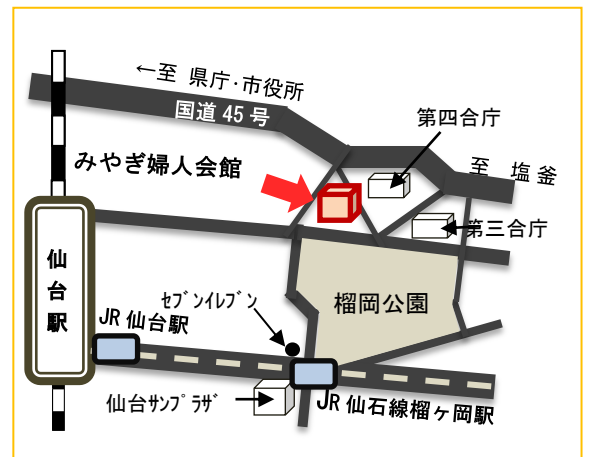 ←至 県庁・市役所
国道 45 号
第四合庁
みやぎ婦人会館
至 塩釜
第三合庁
仙台駅
榴岡公園
ｾﾌﾞﾝｲﾚﾌﾞﾝ
JR 仙台駅
仙台ｻﾝﾌﾟﾗｻﾞ
JR 仙石線榴ヶ岡駅